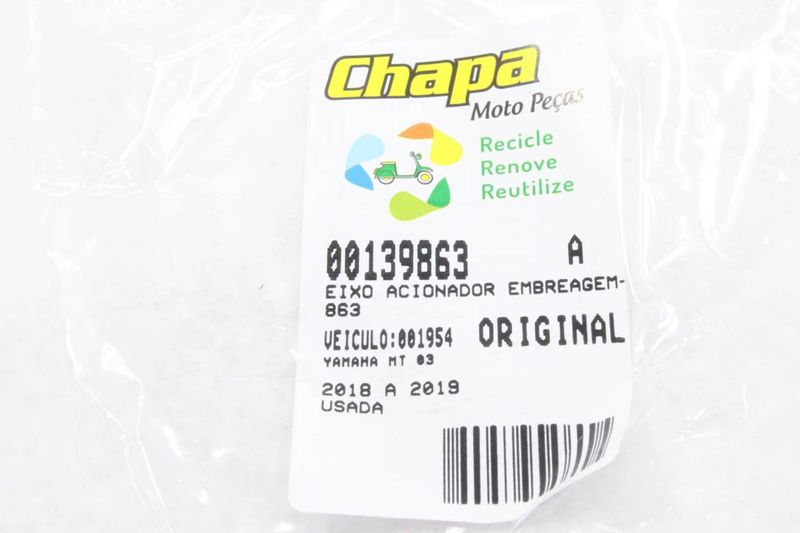 Chapa
Moto Peças
Recicle
Renove
Reutilize
00139863 A
EIXO ACIONADOR EMBREAGEM-
863
VEICULO:001954 ORIGINAL
YAMAHA MT 03
2018 A 2019
USADA